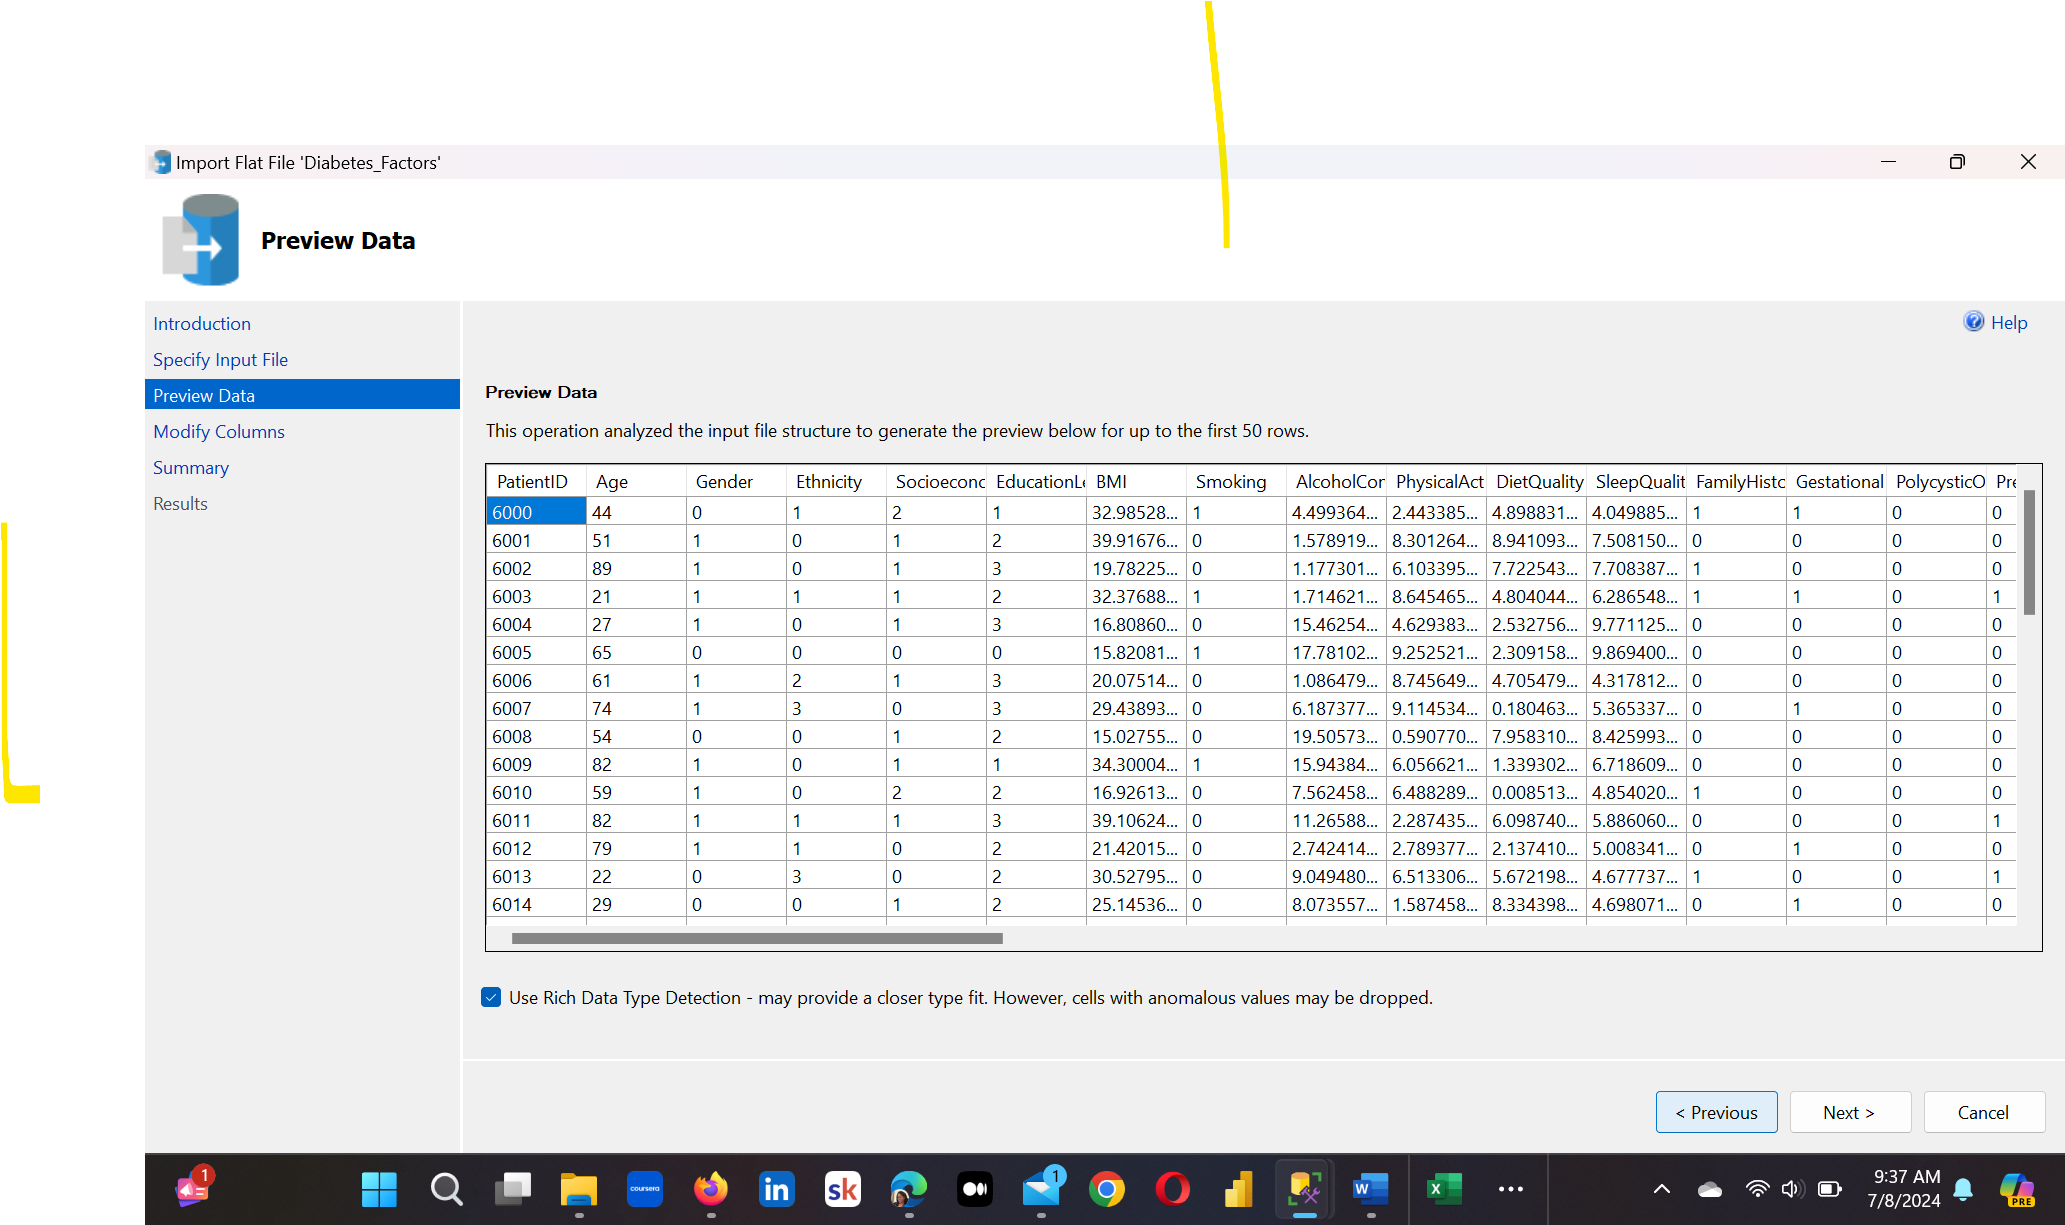 Import Flat File 'Diabetes_Factors'
Preview Data
Introduction
Specify Input File
Preview Data
Modify Columns
Summary
Results
Help
Preview Data
This operation analyzed the input file structure to generate the preview below for up to the first 50 rows.
PatientID Age Gender Ethnicity Socioeconc EducationLe BMI Smoking AlcoholCor PhysicalAct DietQuality SleepQualit FamilyHistc Gestational PolycysticO Pre
6000 44 0 1 2 1 32.98528... 1 4.499364... 2.443385... 4.898831... 4.049885... 1 1 0 0
6001 51 1 0 1 2 39.91676... 0 1.578919... 8.301264... 8.941093... 7.508150... 0 0 0 0
6002 89 1 0 1 3 19.78225... 0 1.177301... 6.103395... 7.722543... 7.708387... 1 0 0 0
6003 21 1 1 1 2 32.37688... 1 1.714621... 8.645465... 4.804044... 6.286548... 1 1 0 1
6004 27 1 0 1 3 16.80860... 0 15.46254... 4.629383... 2.532756... 9.771125... 0 0 0 0
6005 65 0 0 0 0 15.82081... 1 17.78102... 9.252521... 2.309158... 9.869400... 0 0 0 0
6006 61 1 2 1 3 20.07514... 0 1.086479... 8.745649... 4.705479... 4.317812... 0 0 0 0
6007 74 1 3 0 3 29.43893... 0 6.187377... 9.114534... 0.180463... 5.365337... 0 1 0 0
6008 54 0 0 1 2 15.02755... 0 19.50573... 0.590770... 7.958310... 8.425993... 0 0 0 0
6009 82 1 0 1 1 34.30004... 1 15.94384... 6.056621... 1.339302... 6.718609... 0 0 0 0
6010 59 1 0 2 2 16.92613... 0 7.562458... 6.488289... 0.008513... 4.854020... 1 0 0 0
6011 82 1 1 1 3 39.10624... 0 11.26588... 2.287435... 6.098740... 5.886060... 0 0 0 1
6012 79 1 1 0 2 21.42015... 0 2.742414... 2.789377... 2.137410... 5.008341... 0 1 0 0
6013 22 0 3 0 2 30.52795... 0 9.049480... 6.513306... 5.672198... 4.677737... 1 0 0 1
6014 29 0 0 1 2 25.14536... 0 8.073557... 1.587458... 8.334398... 4.698071... 0 1 0 0
Use Rich Data Type Detection - may provide a closer type fit. However, cells with anomalous values may be dropped.
< Previous Next > Cancel
1 coursera in sk 1 W X PRE
9:37 AM
7/8/2024